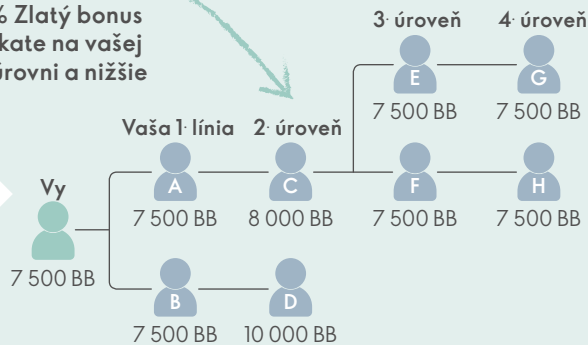 % Zlatý bonus
kate na vašej
úrovni a nižšie
3. úroveň 4. úroveň
E G
7 500 BB 7 500 BB
Vaša 1. línia 2. úroveň
Vy
A C F H
7 500 BB 8 000 BB 7 500 BB 7 500 BB
7 500 BB
B D
7 500 BB 10 000 BB